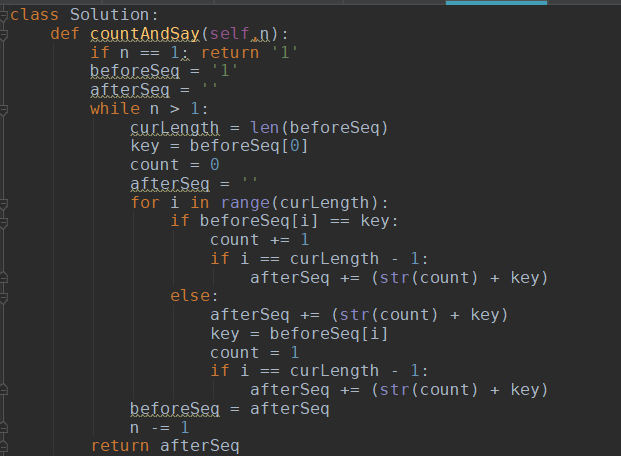 class Solution:
    def countAndSay(self,n):
        if n == 1: return '1'
        beforeSeq = '1'
        afterSeq = ''
        while n > 1:
            curLength = len(beforeSeq)
            key = beforeSeq[0]
            count = 0
            afterSeq = ''
            for i in range(curLength):
                if beforeSeq[i] == key:
                    count += 1
                    if i == curLength - 1:
                        afterSeq += (str(count) + key)
                else:
                    afterSeq += (str(count) + key)
                    key = beforeSeq[i]
                    count = 1
                    if i == curLength - 1:
                        afterSeq += (str(count) + key)
            beforeSeq = afterSeq
            n -= 1
        return afterSeq